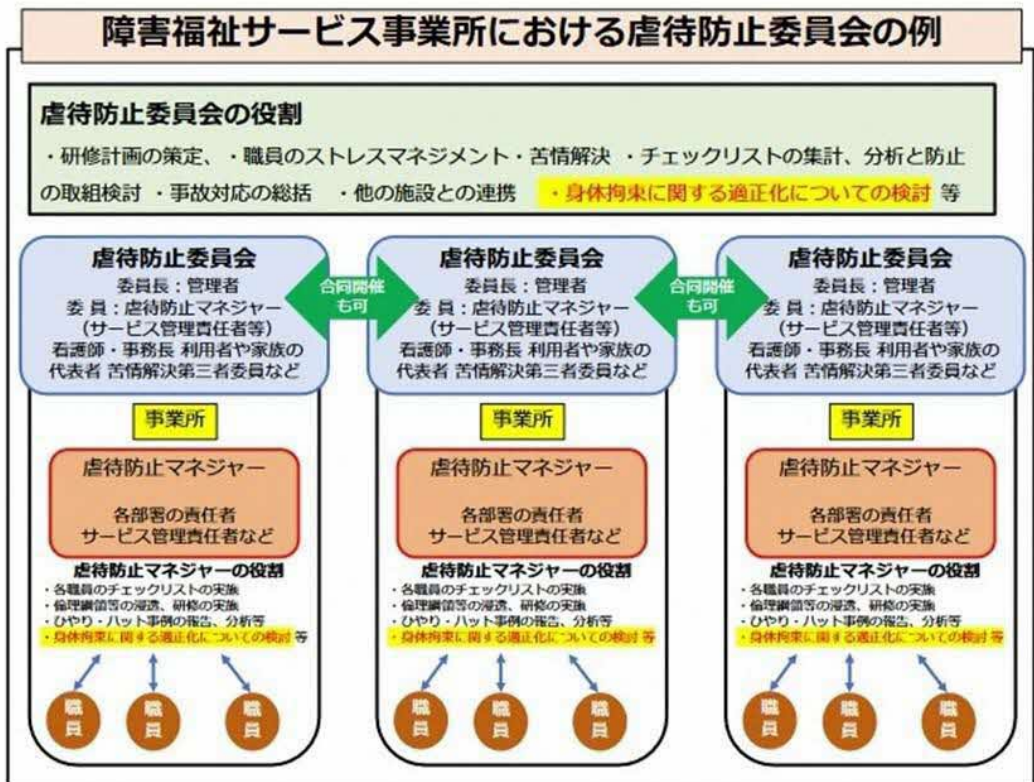 障害福祉サービス事業所における虐待防止委員会の例
虐待防止委員会の役割
・研修計画の策定、・職員のストレスマネジメント・苦情解決 ・チェックリストの集計、分析と防止
の取組検討 ・事故対応の総括 ・他の施設との連携 ・身体拘束に関する適正化についての検討 等
虐待防止委員会
委員長:管理者
委 員:虐待防止マネジャー
(サービス管理責任者等)
看護師・事務長 利用者や家族の
代表者 苦情解決第三者委員など
合同開催
も可
虐待防止委員会
委員長:管理者
委 員:虐待防止マネジャー
(サービス管理責任者等)
看護師・事務長 利用者や家族の
代表者 苦情解決第三者委員など
合同開催
も可
虐待防止委員会
委員長:管理者
委 員:虐待防止マネジャー
(サービス管理責任者等)
看護師・事務長 利用者や家族の
代表者 苦情解決第三者委員など
事業所
虐待防止マネジャー
各部署の責任者
サービス管理責任者など
虐待防止マネジャーの役割
・各職員のチェックリストの実施
・倫理綱領等の浸透、研修の実施
・ひやり・ハット事例の報告、分析等
・身体拘束に関する適正化についての検討 等
職員
職員
職員
事業所
虐待防止マネジャー
各部署の責任者
サービス管理責任者など
虐待防止マネジャーの役割
・各職員のチェックリストの実施
・倫理綱領等の浸透、研修の実施
・ひやり・ハット事例の報告、分析等
・身体拘束に関する適正化についての検討 等
職員
職員
職員
事業所
虐待防止マネジャー
各部署の責任者
サービス管理責任者など
虐待防止マネジャーの役割
・各職員のチェックリストの実施
・倫理綱領等の浸透、研修の実施
・ひやり・ハット事例の報告、分析等
・身体拘束に関する適正化についての検討 等
職員
職員
職員